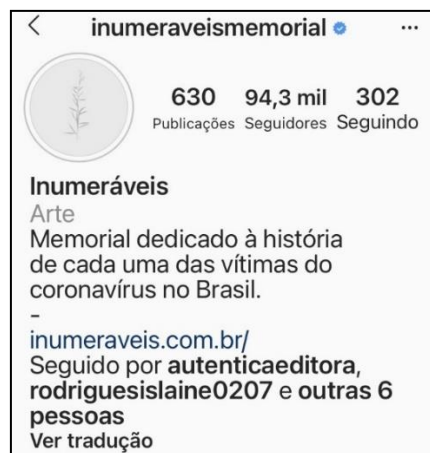 inumeraveismemorial
630 94,3 mil 302
Publicações Seguidores Seguindo
Inumeráveis
Arte
Memorial dedicado à história
de cada uma das vítimas do
coronavírus no Brasil.
-
inumeraveis.com.br/
Seguido por autenticaeditora,
rodriguesislaine0207 e outras 6
pessoas
Ver tradução